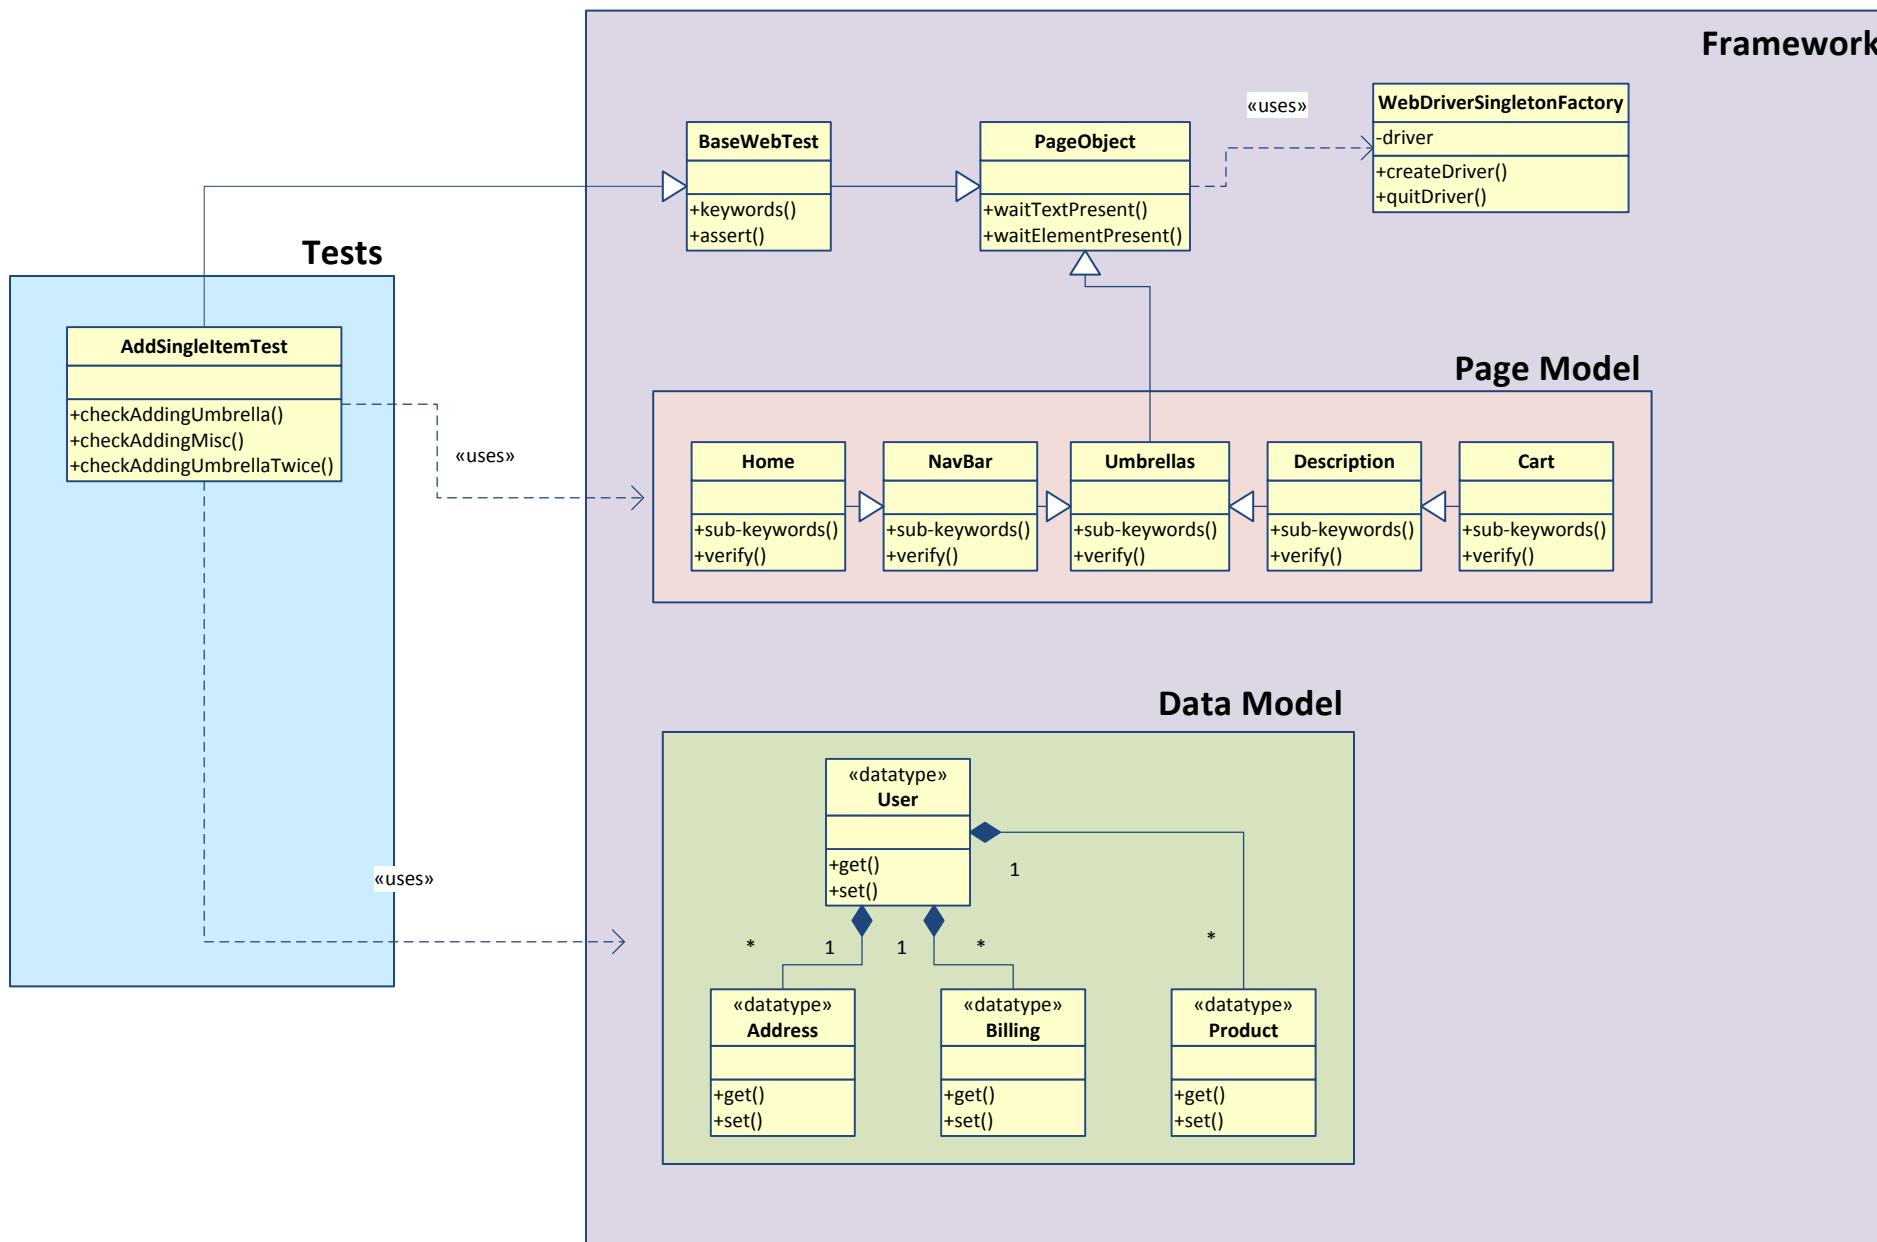 Framework
WebDriverSingletonFactory
-driver
+createDriver()
+quitDriver()
«uses»
BaseWebTest
+keywords()
+assert()
PageObject
+waitTextPresent()
+waitElementPresent()
Tests
AddSingleItemTest
+checkAddingUmbrella()
+checkAddingMisc()
+checkAddingUmbrellaTwice()
«uses»
«uses»
Page Model
Home
+sub-keywords()
+verify()
NavBar
+sub-keywords()
+verify()
Umbrellas
+sub-keywords()
+verify()
Description
+sub-keywords()
+verify()
Cart
+sub-keywords()
+verify()
Data Model
«datatype»
User
+get()
+set()
1
* 1 1 * *
«datatype»
Address
+get()
+set()
«datatype»
Billing
+get()
+set()
«datatype»
Product
+get()
+set()